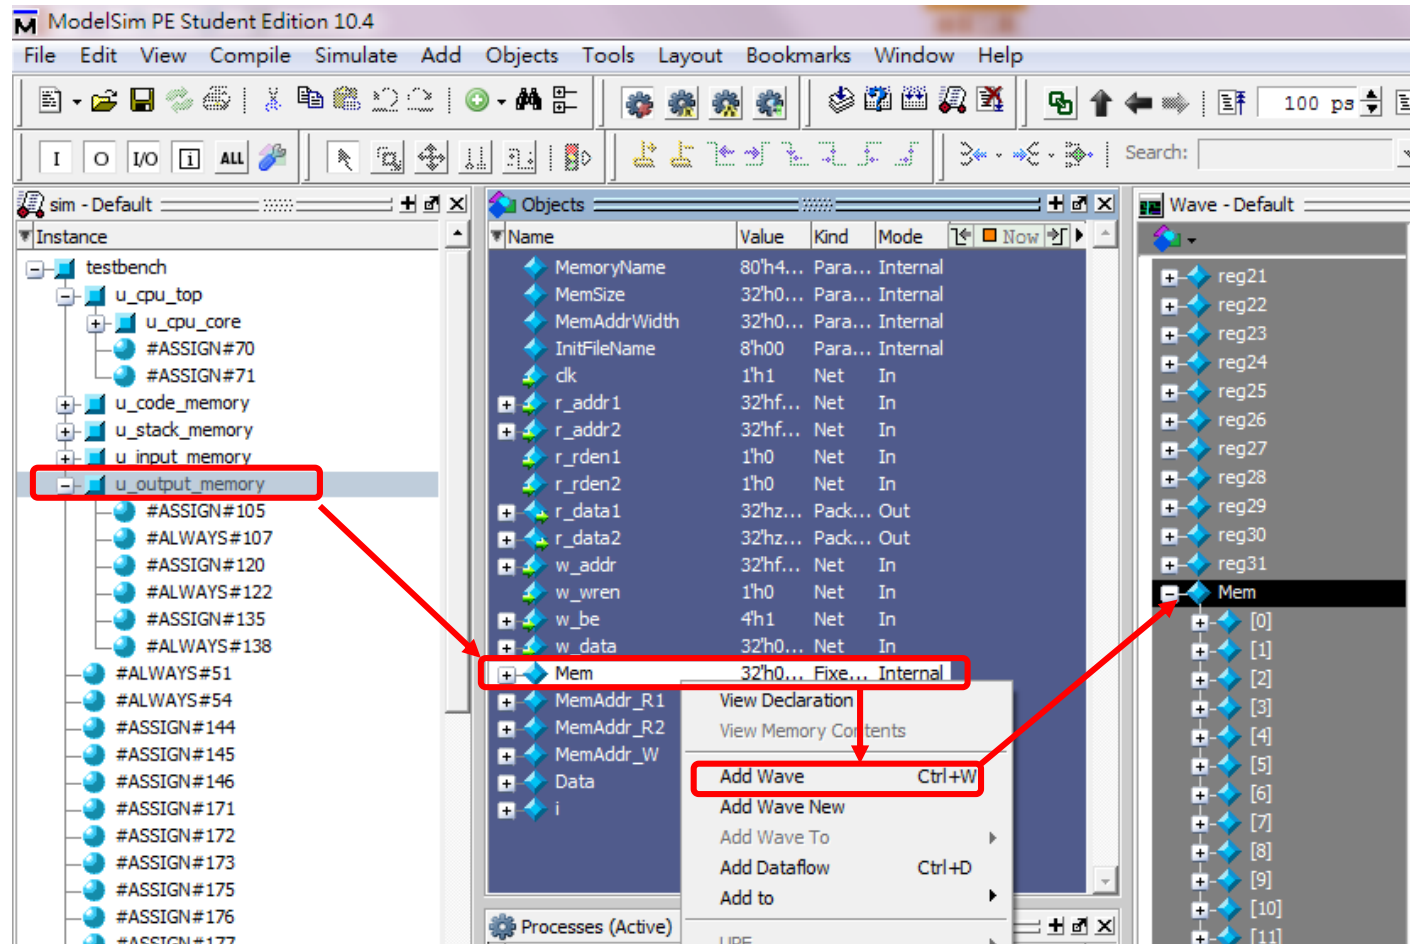 ModelSim PE Student Edition 10.4
File Edit View Compile Simulate Add Objects Tools Layout Bookmarks Window Help
100 ps
I O I/O i ALL
Search:
sim - Default
Instance
testbench
u_cpu_top
u_cpu_core
#ASSIGN#70
#ASSIGN#71
u_code_memory
u_stack_memory
u_input_memory
u_output_memory
#ASSIGN#105
#ALWAYS#107
#ASSIGN#120
#ALWAYS#122
#ASSIGN#135
#ALWAYS#138
#ALWAYS#51
#ALWAYS#54
#ASSIGN#144
#ASSIGN#145
#ASSIGN#146
#ASSIGN#171
#ASSIGN#172
#ASSIGN#173
#ASSIGN#175
#ASSIGN#176
#ASSIGN#177
Objects
Name Value Kind Mode Now
MemoryName 80'h4... Para... Internal
MemSize 32'h0... Para... Internal
MemAddrWidth 32'h0... Para... Internal
InitFileName 8'h00 Para... Internal
clk 1'h1 Net In
r_addr1 32'hf... Net In
r_addr2 32'hf... Net In
r_rden1 1'h0 Net In
r_rden2 1'h0 Net In
r_data1 32'hz... Pack... Out
r_data2 32'hz... Pack... Out
w_addr 32'hf... Net In
w_wren 1'h0 Net In
w_be 4'h1 Net In
w_data 32'h0... Net In
Mem 32'h0... Fixe... Internal
MemAddr_R1
MemAddr_R2
MemAddr_W
Data
i
View Declaration
View Memory Contents
Add Wave Ctrl+W
Add Wave New
Add Wave To
Add Dataflow Ctrl+D
Add to
UPF
Processes (Active)
Wave - Default
reg21
reg22
reg23
reg24
reg25
reg26
reg27
reg28
reg29
reg30
reg31
Mem
[0]
[1]
[2]
[3]
[4]
[5]
[6]
[7]
[8]
[9]
[10]
[11]